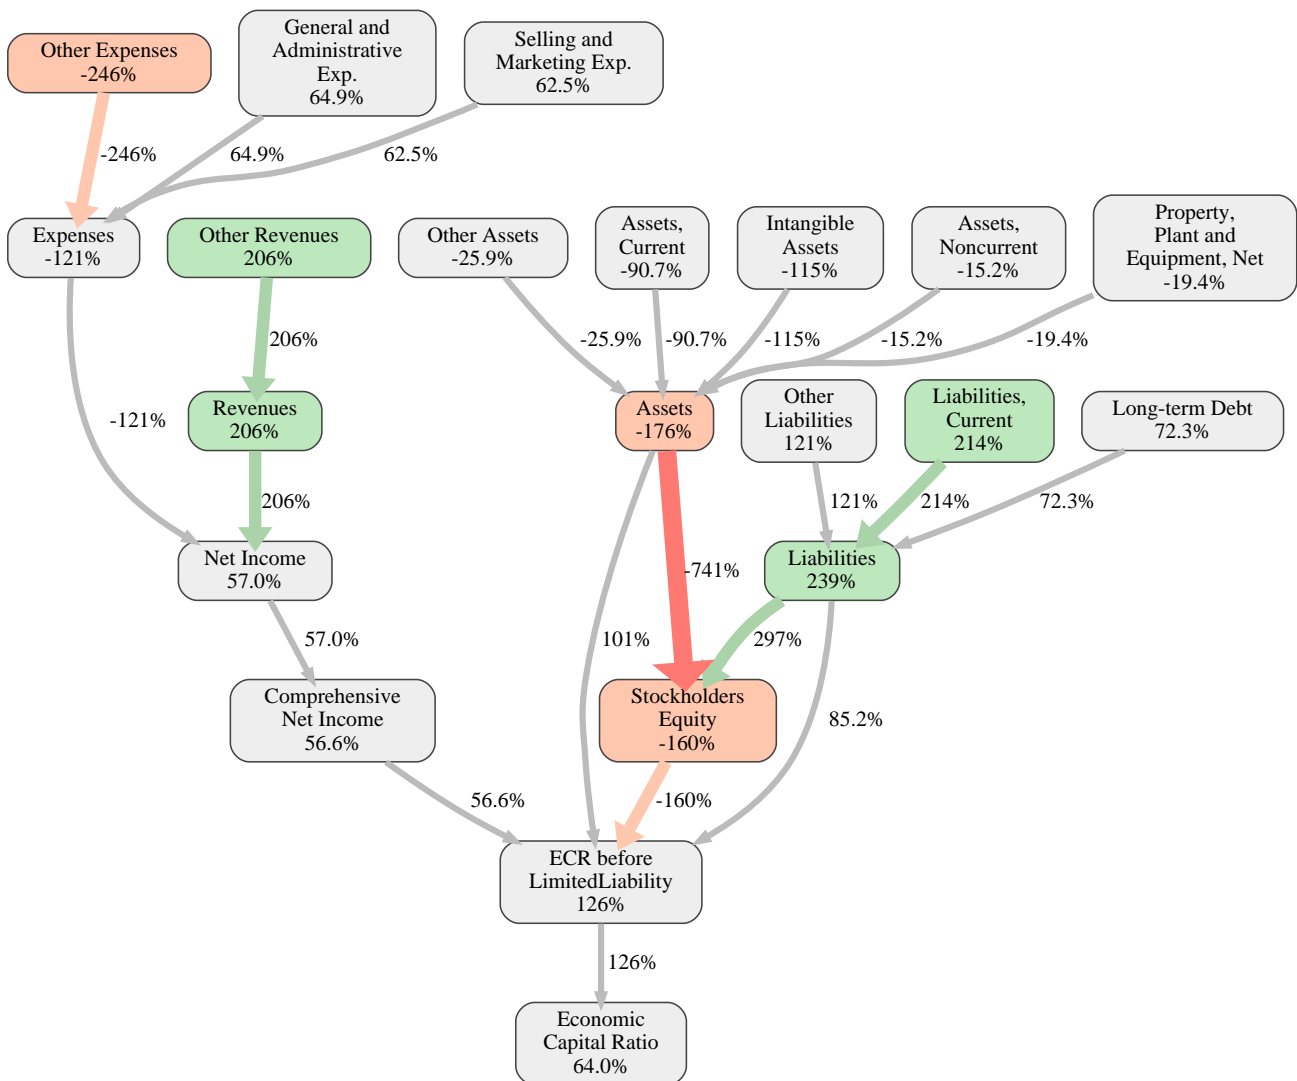 Other Expenses
-246%
General and
Administrative
Exp.
64.9%
Selling and
Marketing Exp.
62.5%
-246%
64.9%
62.5%
Expenses
-121%
Other Revenues
206%
Other Assets
-25.9%
Assets,
Current
-90.7%
Intangible
Assets
-115%
Assets,
Noncurrent
-15.2%
Property,
Plant and
Equipment, Net
-19.4%
206%
-25.9%
-90.7%
-115%
-15.2%
-19.4%
-121%
Revenues
206%
Assets
-176%
Other
Liabilities
121%
Liabilities,
Current
214%
Long-term Debt
72.3%
206%
121%
214%
72.3%
Net Income
57.0%
-741%
Liabilities
239%
57.0%
101%
297%
Comprehensive
Net Income
56.6%
Stockholders
Equity
-160%
85.2%
56.6%
-160%
ECR before
LimitedLiability
126%
126%
Economic
Capital Ratio
64.0%